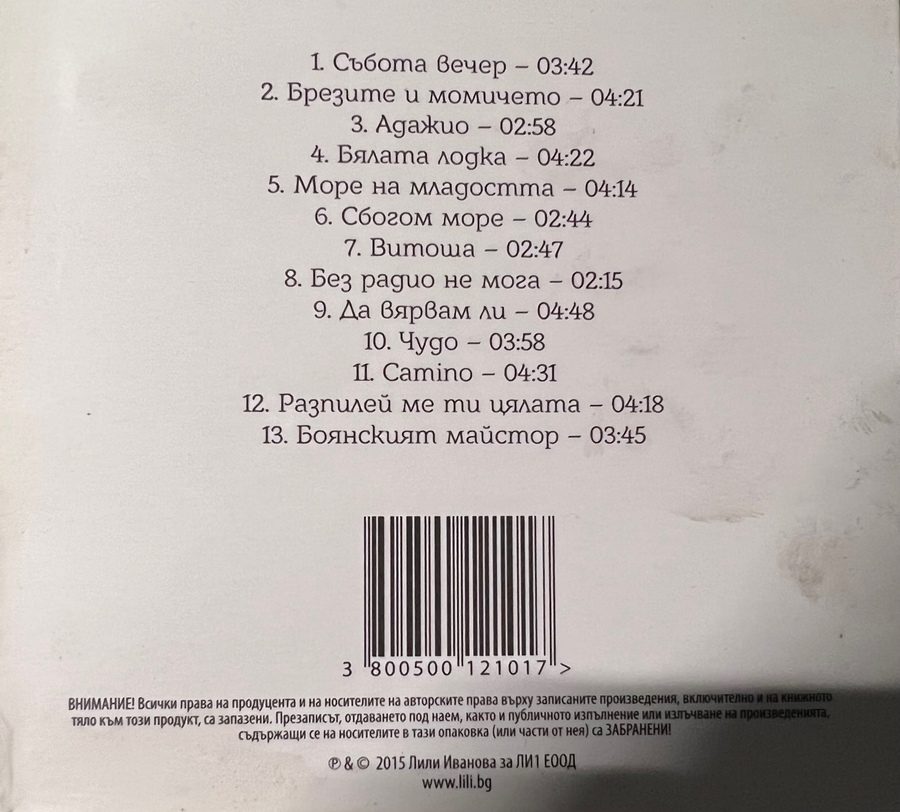 1. Събота вечер – 03:42
2. Брезите и момичето – 04:21
3. Адажио – 02:58
4. Бялата лодка – 04:22
5. Море на младостта – 04:14
6. Сбогом море – 02:44
7. Витоша – 02:47
8. Без радио не мога – 02:15
9. Да вярвам ли – 04:48
10. Чудо – 03:58
11. Camino – 04:31
12. Разпилей ме ти цялата – 04:18
13. Боянският майстор – 03:45
3 800500 121017 >
ВНИМАНИЕ! Всички права на продуцента и на носителите на авторските права върху записаните произведения, включително и на книжното
тяло към този продукт, са запазени. Презаписът, отдаването под наем, както и публичното изпълнение или излъчване на произведенията,
съдържащи се на носителите в тази опаковка (или части от нея) са ЗАБРАНЕНИ!
℗ & © 2015 Лили Иванова за ЛИ1 ЕООД
www.lili.bg